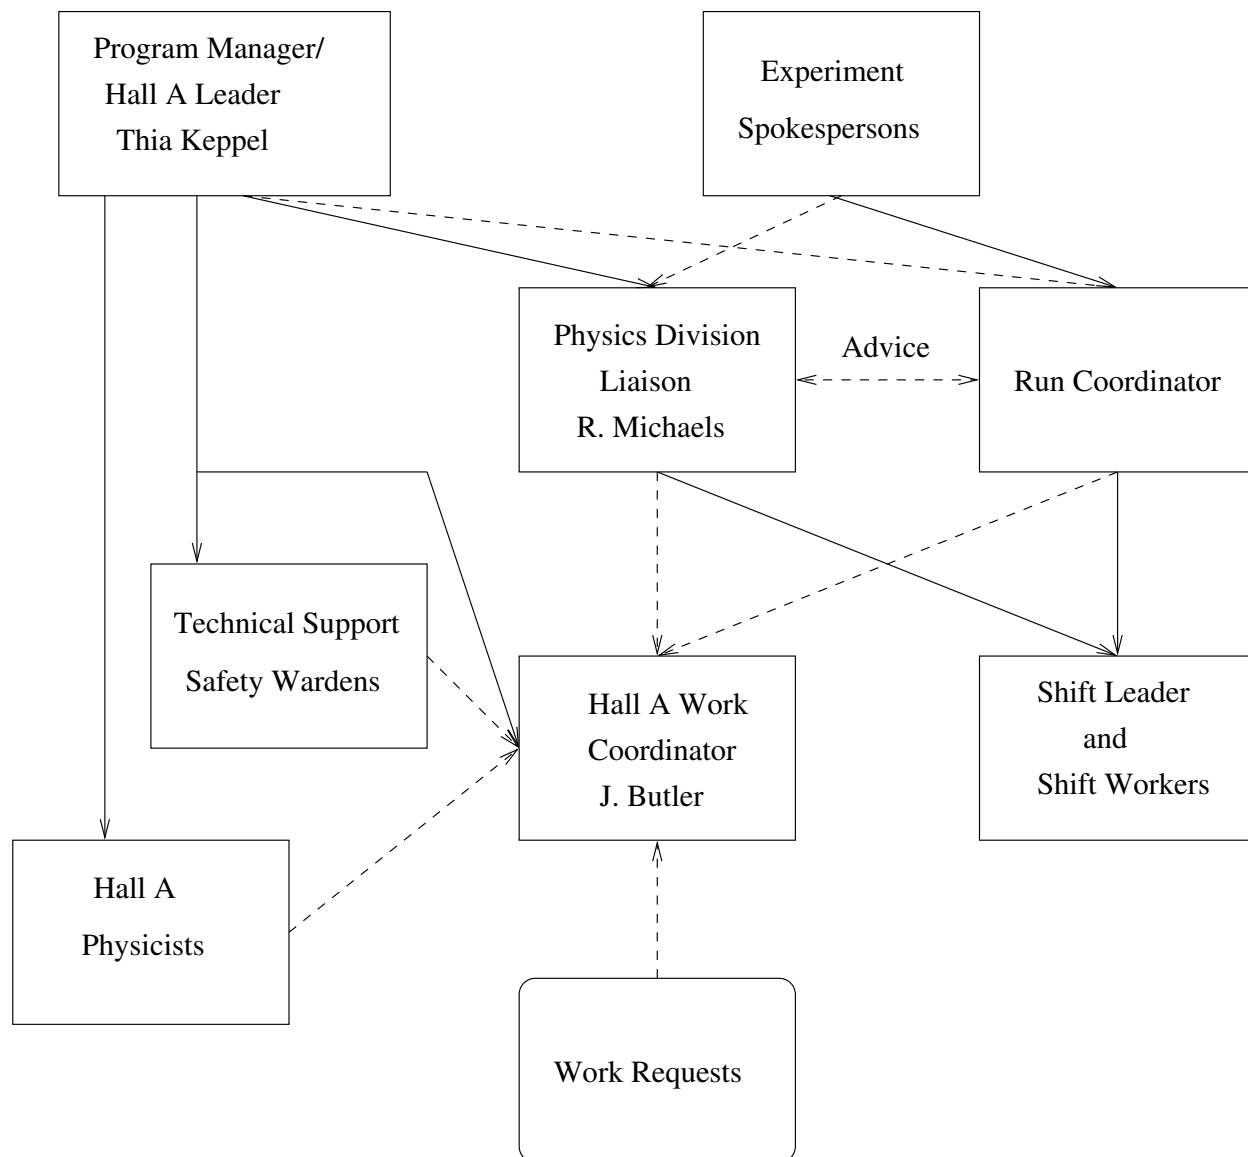 Program Manager/
Hall A Leader
Thia Keppel
Experiment
Spokespersons
Physics Division
Liaison
R. Michaels
Advice
Run Coordinator
Technical Support
Safety Wardens
Hall A Work
Coordinator
J. Butler
Shift Leader
and
Shift Workers
Hall A
Physicists
Work Requests